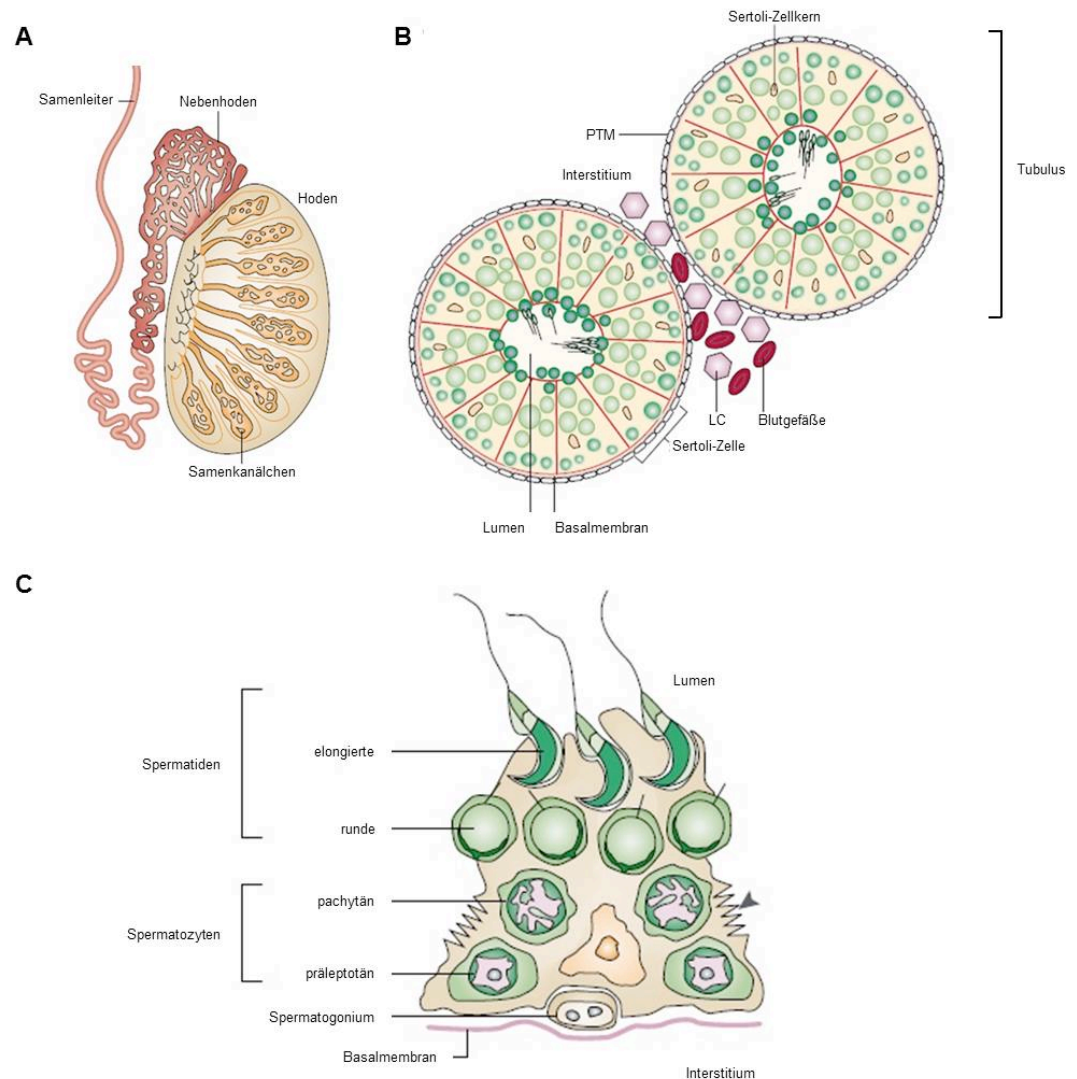 A
Samenleiter
Nebenhoden
Hoden
Samenkanälchen
B
Sertoli-Zellkern
PTM
Interstitium
Tubulus
LC
Blutgefäße
Sertoli-Zelle
Lumen
Basalmembran
C
Lumen
Spermatiden
elongierte
runde
Spermatozyten
pachytän
präleptotän
Spermatogonium
Basalmembran
Interstitium